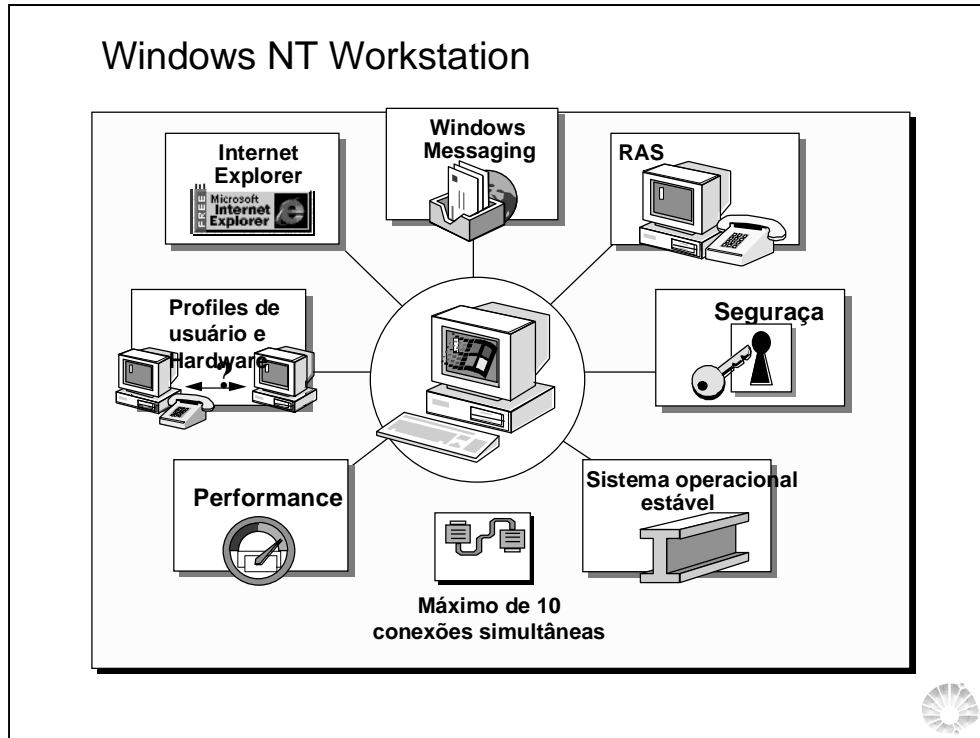 Windows NT Workstation
Internet
Explorer
FREE
Microsoft
Internet
Explorer
Windows
Messaging
RAS
Profiles de
usuário e
Hardware
?
Seguraça
Performance
Sistema operacional
estável
Máximo de 10
conexões simultâneas